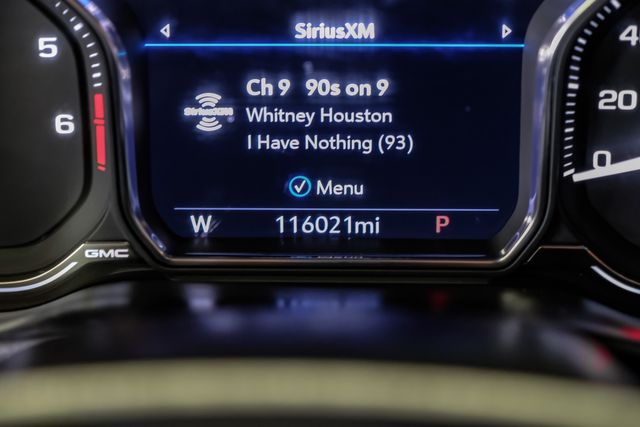 SiriusXM
Ch 9 90s on 9
SiriusXM
Whitney Houston
I Have Nothing (93)
Menu
W 116021mi P
5
6
GMC
40
20
0